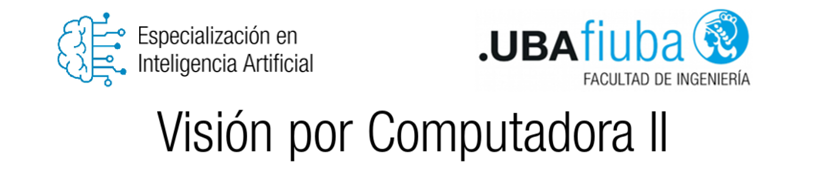 Especialización en
Inteligencia Artificial
.UBAfiuba
FACULTAD DE INGENIERÍA
Visión por Computadora II